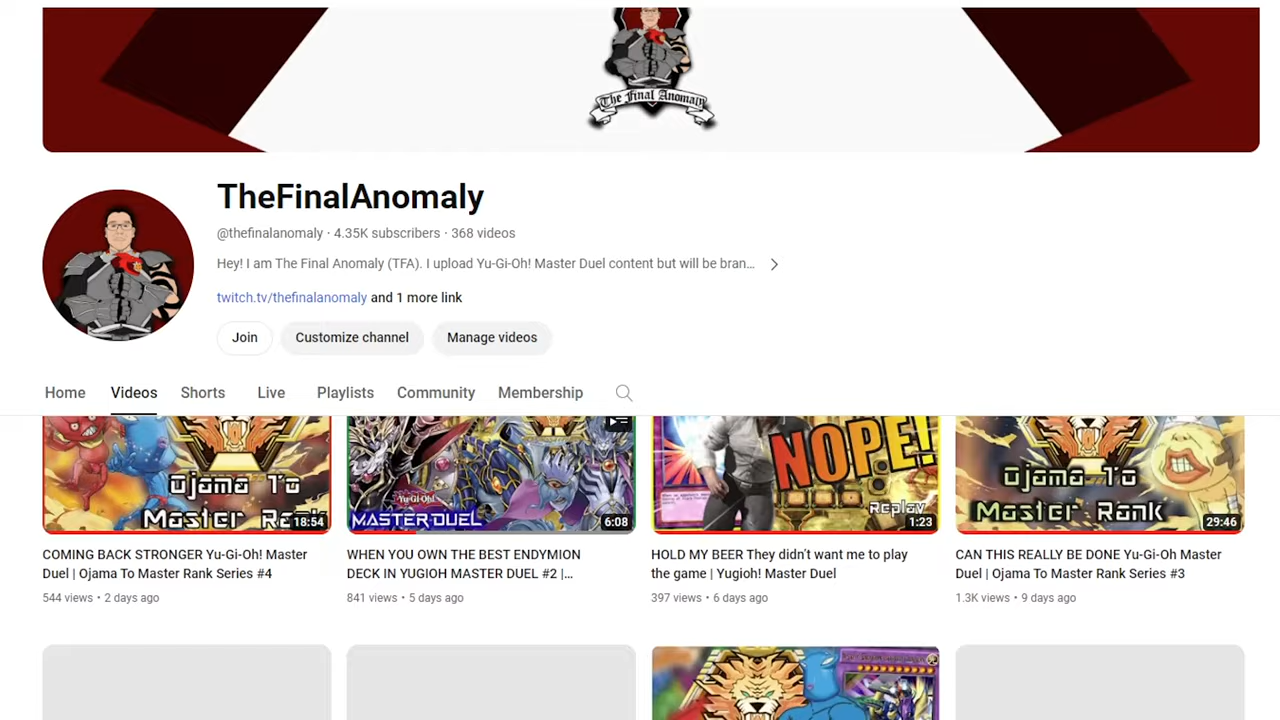 The Final Anomaly
TheFinalAnomaly
@thefinalanomaly · 4.35K subscribers · 368 videos
Hey! I am The Final Anomaly (TFA). I upload Yu-Gi-Oh! Master Duel content but will be bran...
twitch.tv/thefinalanomaly and 1 more link
Join Customize channel Manage videos
Home Videos Shorts Live Playlists Community Membership
Ojama To
Master Rank
18:54
Yu-Gi-Oh!
MASTER DUEL
6:08
NOPE!
Replay
1:23
Ojama To
Master Rank
29:46
COMING BACK STRONGER Yu-Gi-Oh! Master
Duel | Ojama To Master Rank Series #4
544 views • 2 days ago
WHEN YOU OWN THE BEST ENDYMION
DECK IN YUGIOH MASTER DUEL #2 |...
841 views • 5 days ago
HOLD MY BEER They didn't want me to play
the game | Yugioh! Master Duel
397 views • 6 days ago
CAN THIS REALLY BE DONE Yu-Gi-Oh Master
Duel | Ojama To Master Rank Series #3
1.3K views • 9 days ago